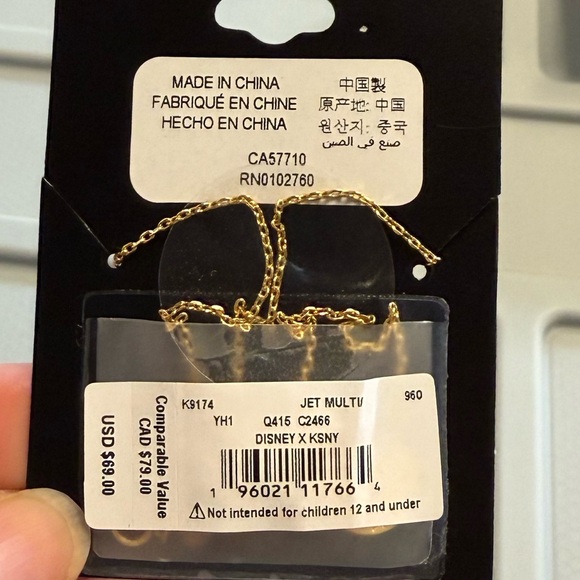 MADE IN CHINA
FABRIQUÉ EN CHINE
HECHO EN CHINA
中国製
原产地: 中国
원산지: 중국
صنع في الصين
CA57710
RN0102760
K9174 JET MULTI/ 960
YH1 Q415 C2466
DISNEY X KSNY
1 96021 11766 4
⚠Not intended for children 12 and under
Comparable Value
CAD $79.00
USD $69.00